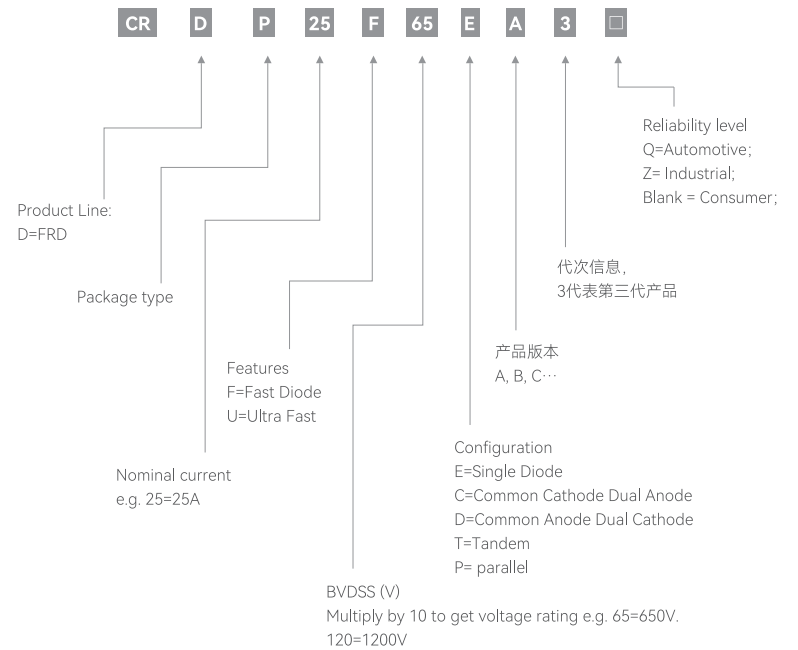 CR D P 25 F 65 E A 3 □
Reliability level
Q=Automotive;
Z= Industrial;
Blank = Consumer;
Product Line:
D=FRD
代次信息,
3代表第三代产品
Package type
产品版本
A, B, C···
Features
F=Fast Diode
U=Ultra Fast
Configuration
E=Single Diode
C=Common Cathode Dual Anode
D=Common Anode Dual Cathode
T=Tandem
P= parallel
Nominal current
e.g. 25=25A
BVDSS (V)
Multiply by 10 to get voltage rating e.g. 65=650V.
120=1200V